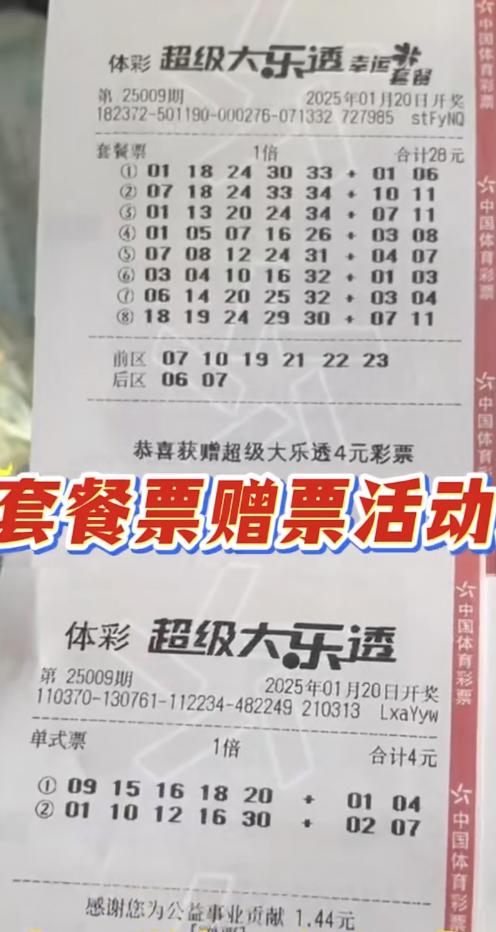 体彩 超级大乐透 幸运套餐
第 25009期 2025年01月20日开奖
182372-501190-000276-071332 727985 stFyNQ
套餐票 1倍 合计28元
① 01 18 24 30 33 + 01 06
② 07 18 24 33 34 + 10 11
③ 01 13 20 24 34 + 07 11
④ 01 05 07 16 26 + 03 08
⑤ 07 08 12 24 31 + 04 07
⑥ 03 04 10 16 32 + 01 03
⑦ 06 14 20 25 32 + 03 04
⑧ 18 19 24 29 30 + 07 11
前区 07 10 19 21 22 23
后区 06 07
恭喜获赠超级大乐透4元彩票
中国体育彩票
中国体育彩票
中国体育彩票
套餐票赠票活动
体彩 超级大乐透
第 25009期 2025年01月20日开奖
110370-130761-112234-482249 210313 LxaYyw
单式票 1倍 合计4元
① 09 15 16 18 20 + 01 04
② 01 10 12 16 30 + 02 07
感谢您为公益事业贡献 1.44元
中国体育彩票
中国体育彩票